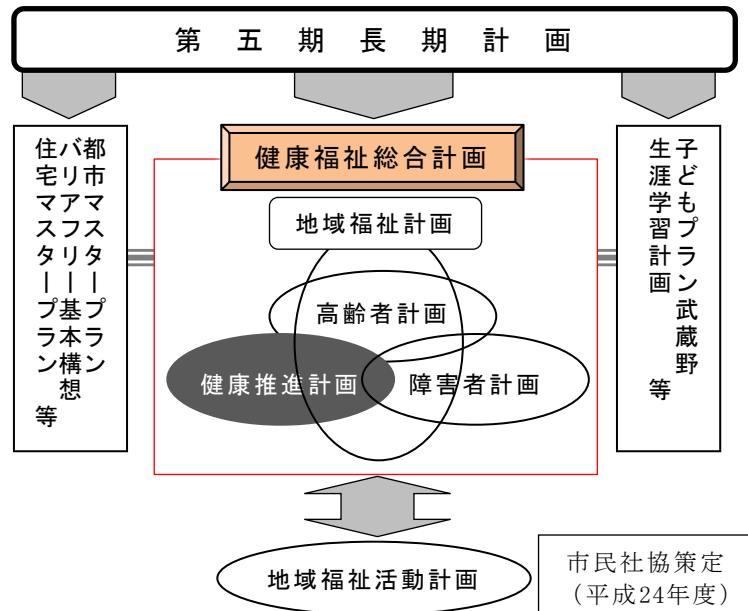 第五期長期計画
都市マスタープラン
バリアフリー基本構想
住宅マスタープラン 等
健康福祉総合計画
地域福祉計画
高齢者計画
健康推進計画
障害者計画
子どもプラン武蔵野
生涯学習計画 等
地域福祉活動計画
市民社協策定
（平成24年度）